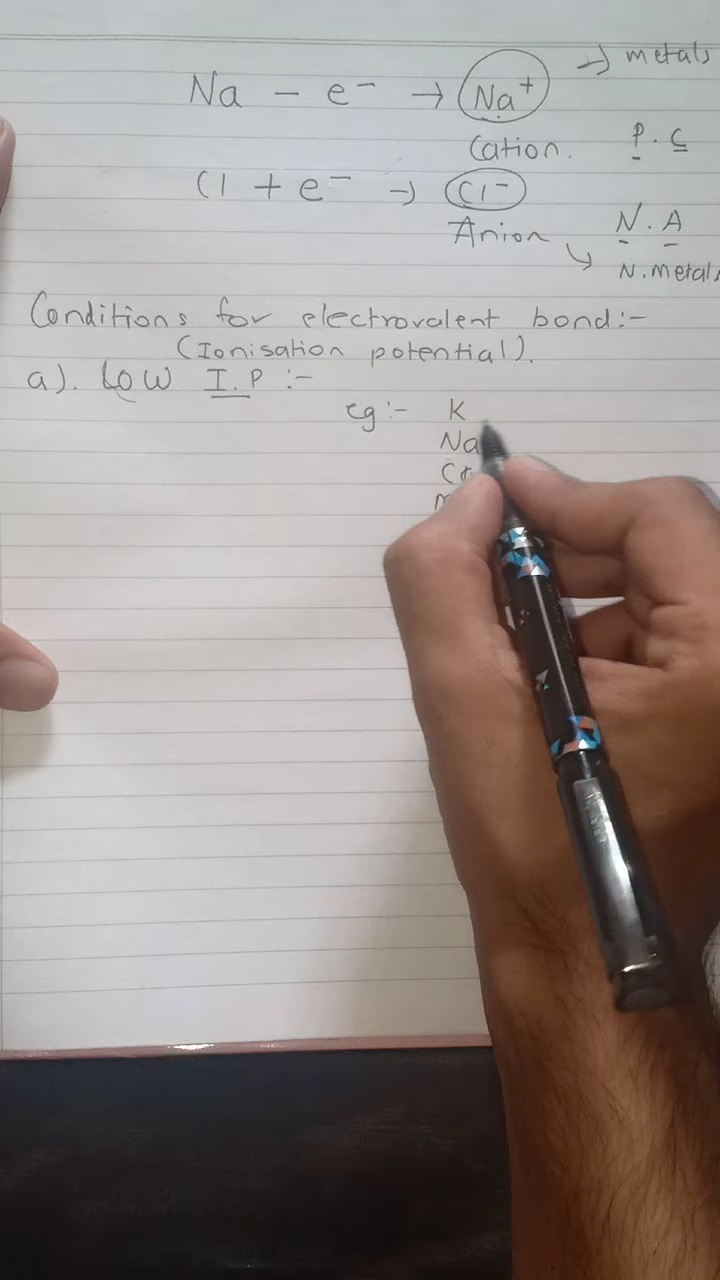 → metals
Na - e⁻ → Na⁺
Cation. P. C
Cl + e⁻ → Cl⁻
Anion N. A
↘ N. metals
Conditions for electrovalent bond:-
(Ionisation potential).
a). Low I.P :-
eg:- K
Na